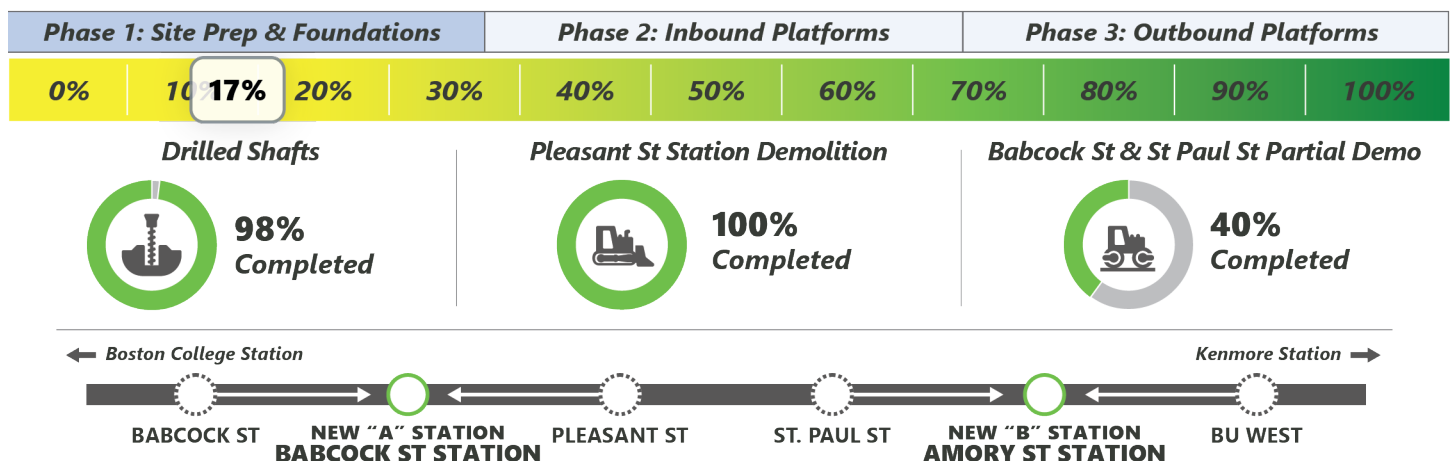 Phase 1: Site Prep & Foundations
Phase 2: Inbound Platforms
Phase 3: Outbound Platforms
0% 10% 17% 20% 30% 40% 50% 60% 70% 80% 90% 100%
Drilled Shafts
98%
Completed
Pleasant St Station Demolition
100%
Completed
Babcock St & St Paul St Partial Demo
40%
Completed
Boston College Station
Kenmore Station
BABCOCK ST
NEW “A” STATION
BABCOCK ST STATION
PLEASANT ST
ST. PAUL ST
NEW “B” STATION
AMORY ST STATION
BU WEST